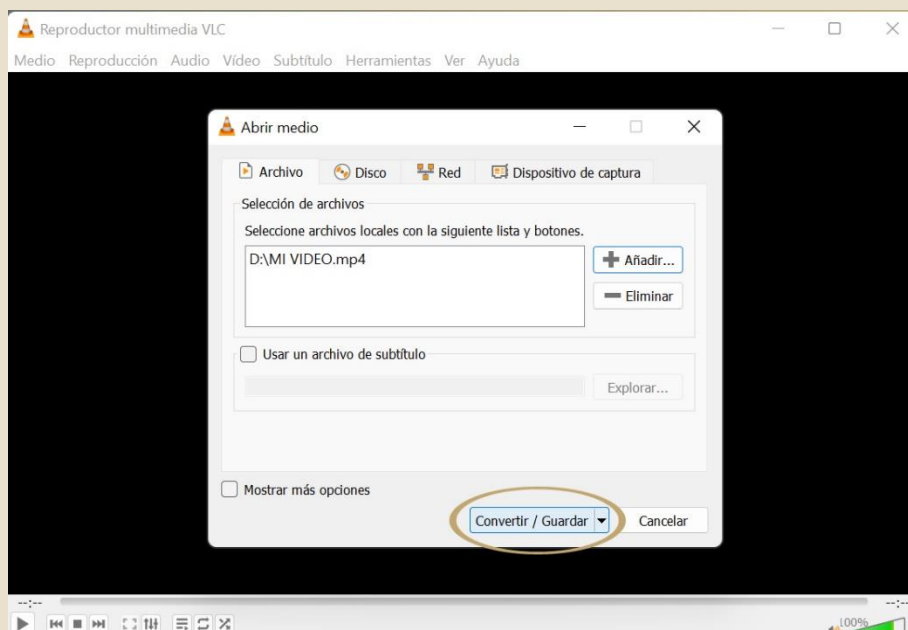 Reproductor multimedia VLC
Medio Reproducción Audio Vídeo Subtítulo Herramientas Ver Ayuda
Abrir medio
Archivo Disco Red Dispositivo de captura
Selección de archivos
Seleccione archivos locales con la siguiente lista y botones.
D:\MI VIDEO.mp4
Añadir...
Eliminar
Usar un archivo de subtítulo
Explorar...
Mostrar más opciones
Convertir / Guardar Cancelar
--:-- --:--
100%